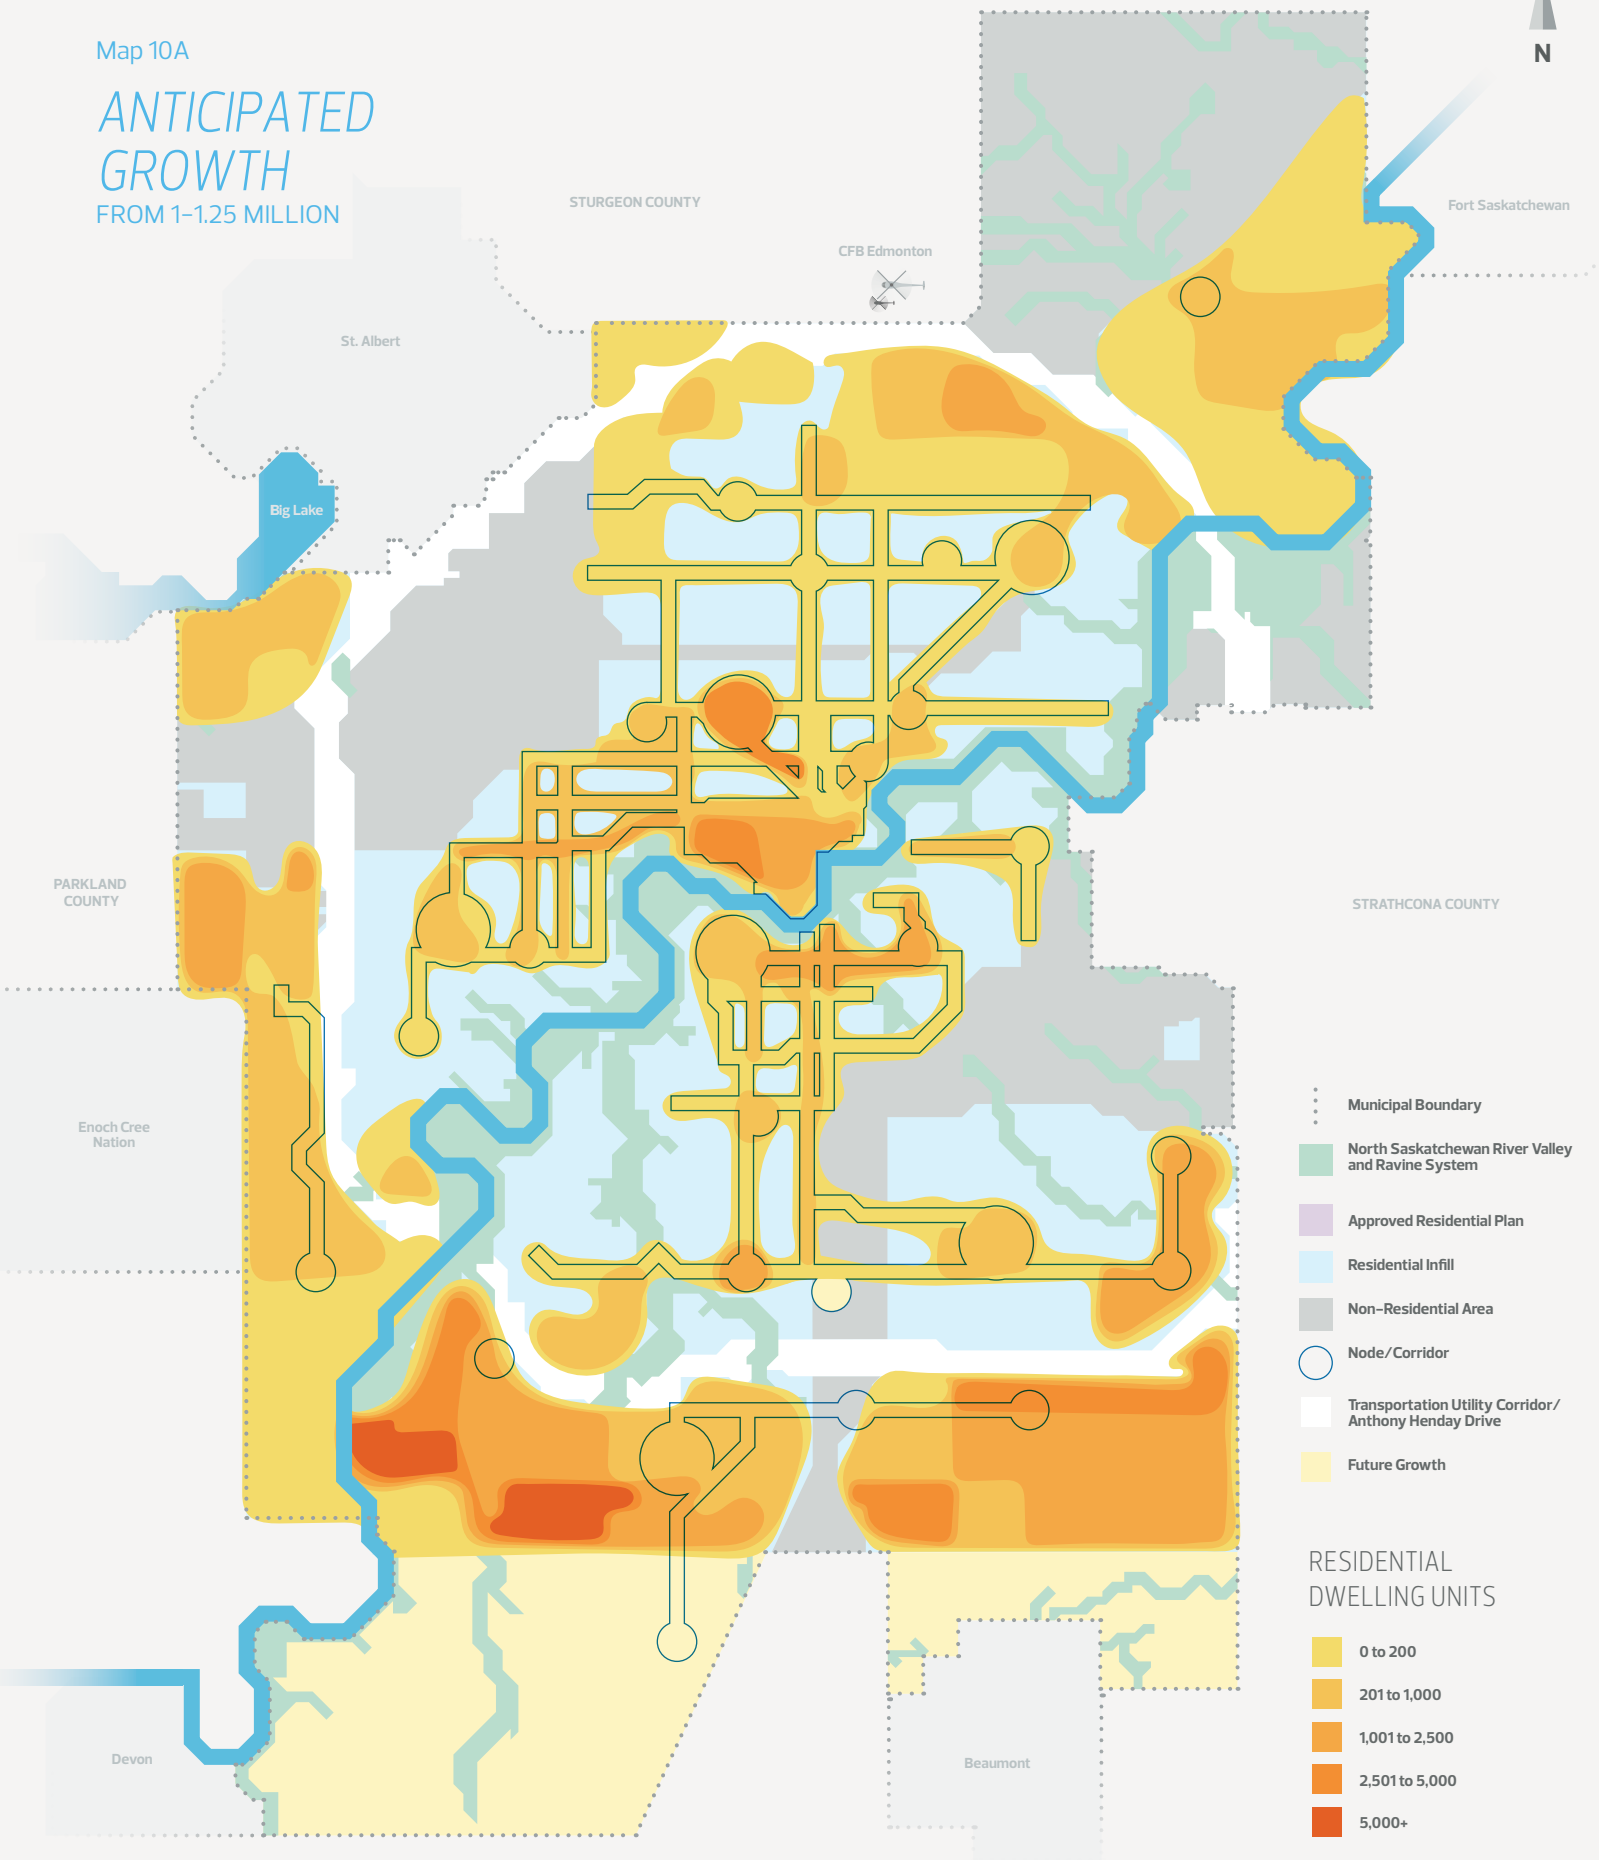 Map 10A
ANTICIPATED
GROWTH
FROM 1–1.25 MILLION
N
STURGEON COUNTY
Fort Saskatchewan
CFB Edmonton
St. Albert
Big Lake
PARKLAND
COUNTY
STRATHCONA COUNTY
Enoch Cree
Nation
Devon
Beaumont
Municipal Boundary
North Saskatchewan River Valley
and Ravine System
Approved Residential Plan
Residential Infill
Non-Residential Area
Node/Corridor
Transportation Utility Corridor/
Anthony Henday Drive
Future Growth
RESIDENTIAL
DWELLING UNITS
0 to 200
201 to 1,000
1,001 to 2,500
2,501 to 5,000
5,000+